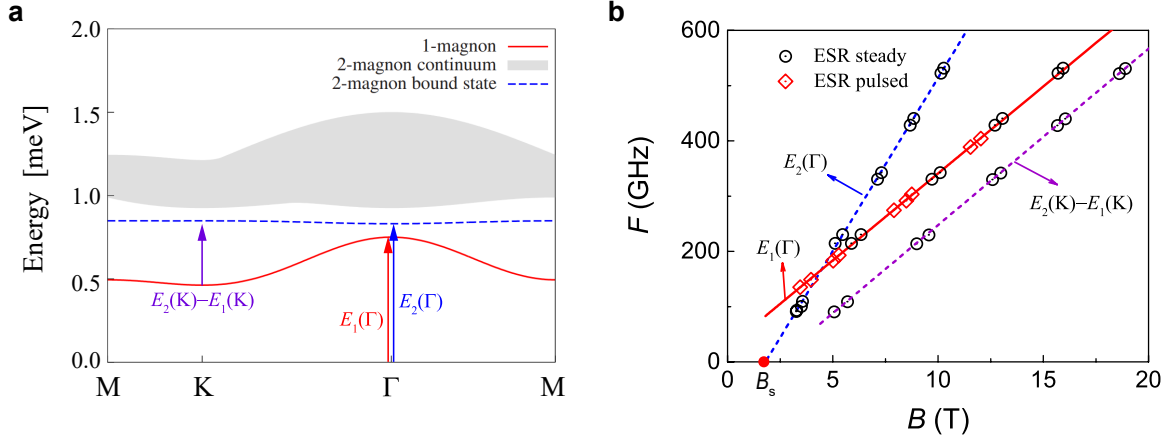 a
2.0
1.5
1.0
0.5
0.0
Energy [meV]
1-magnon
2-magnon continuum
2-magnon bound state
E₂(K)−E₁(K)
E₁(Γ)
E₂(Γ)
M
K
Γ
M
b
600
400
200
0
F (GHz)
ESR steady
ESR pulsed
E₂(Γ)
E₁(Γ)
E₂(K)−E₁(K)
0
Bₛ
5
10
15
20
B (T)